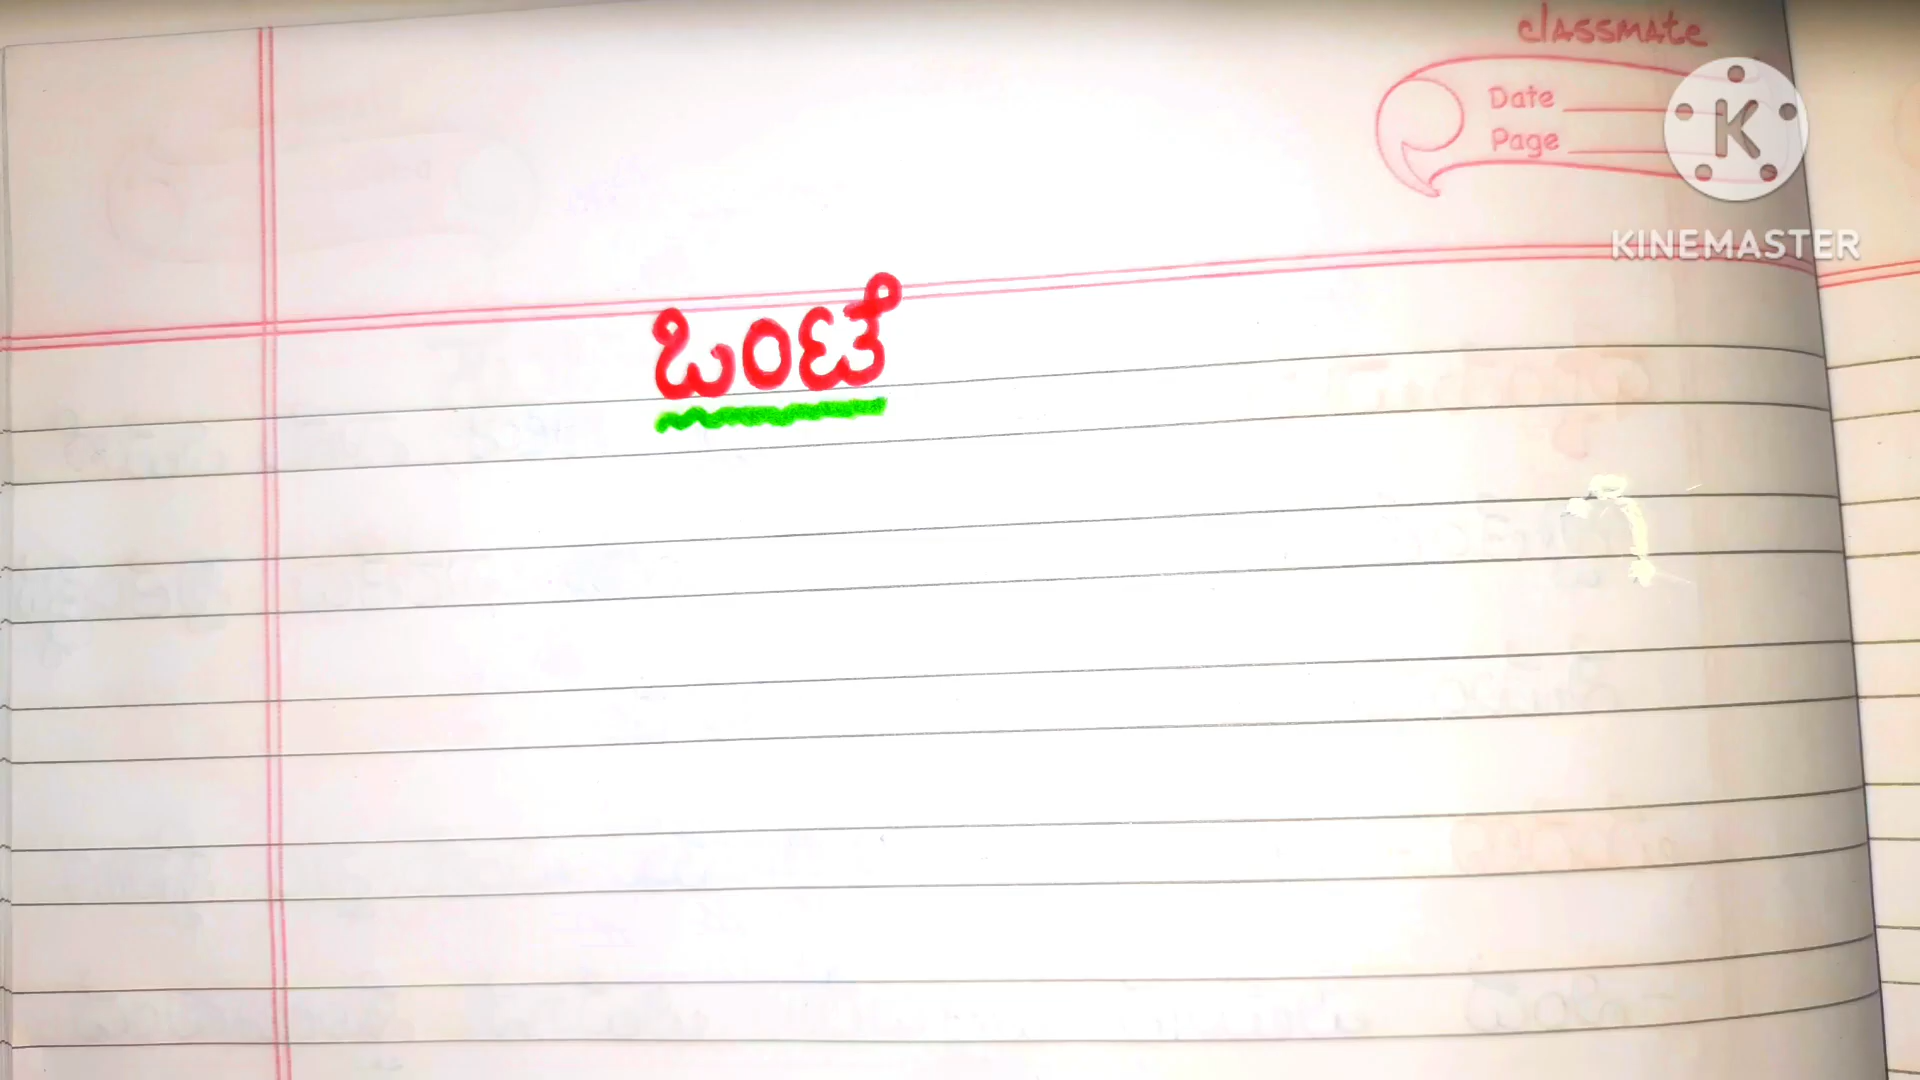 classmate
Date
Page
KINEMASTER
ಒಂಟೆ